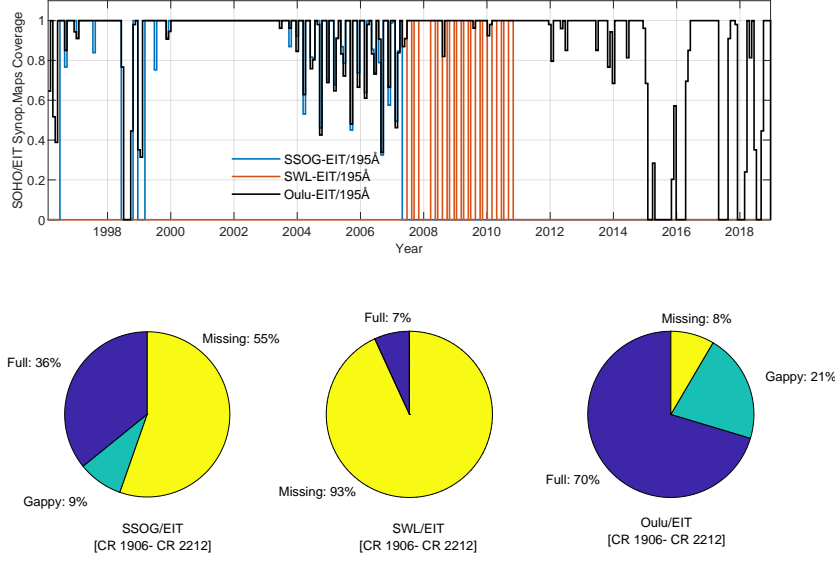 SOHO/EIT Synop.Maps Coverage
1
0.8
0.6
0.4
0.2
0
SSOG-EIT/195Å
SWL-EIT/195Å
Oulu-EIT/195Å
1998 2000 2002 2004 2006 2008 2010 2012 2014 2016 2018
Year
Full: 36%
Missing: 55%
Gappy: 9%
SSOG/EIT
[CR 1906- CR 2212]
Full: 7%
Missing: 93%
SWL/EIT
[CR 1906- CR 2212]
Missing: 8%
Gappy: 21%
Full: 70%
Oulu/EIT
[CR 1906- CR 2212]